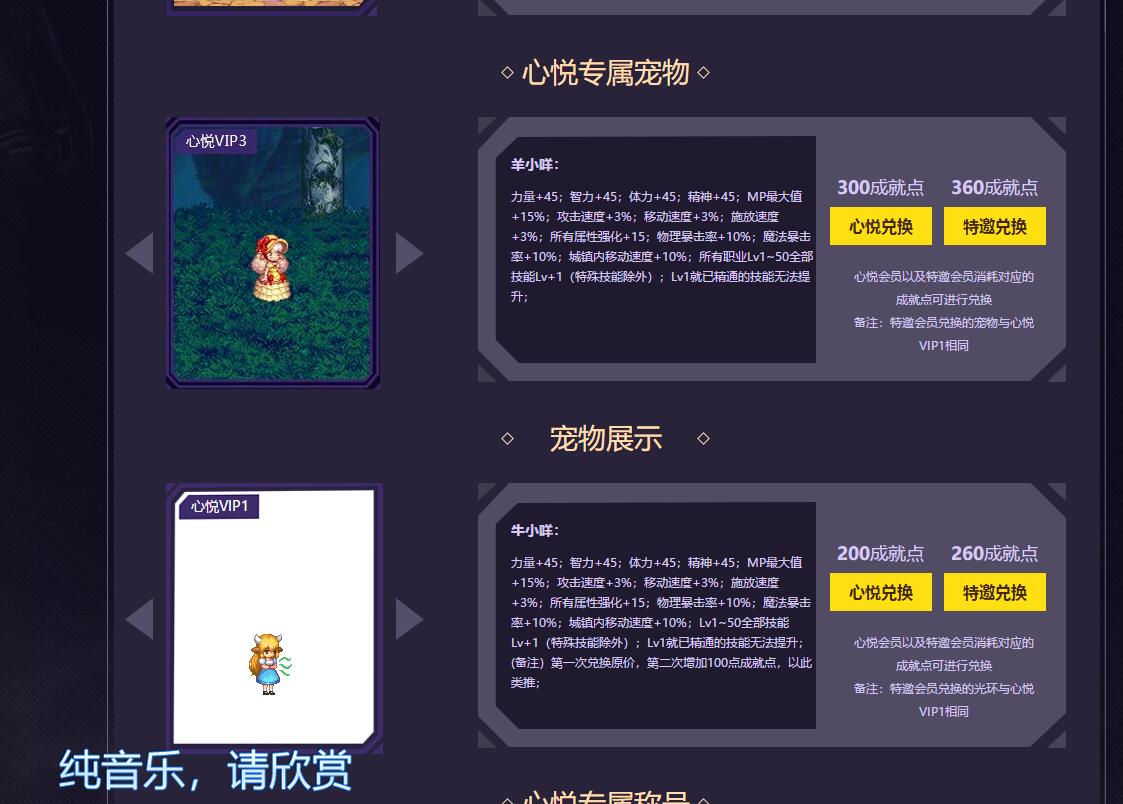 心悦专属宠物
心悦VIP3
羊小咩：
力量+45；智力+45；体力+45；精神+45；MP最大值
+15%；攻击速度+3%；移动速度+3%；施放速度
+3%；所有属性强化+15；物理暴击率+10%；魔法暴击
率+10%；城镇内移动速度+10%；所有职业Lv1~50全部
技能Lv+1（特殊技能除外）；Lv1就已精通的技能无法提
升；
300成就点 360成就点
心悦兑换 特邀兑换
心悦会员以及特邀会员消耗对应的
成就点可进行兑换
备注：特邀会员兑换的宠物与心悦
VIP1相同
宠物展示
心悦VIP1
牛小咩：
力量+45；智力+45；体力+45；精神+45；MP最大值
+15%；攻击速度+3%；移动速度+3%；施放速度
+3%；所有属性强化+15；物理暴击率+10%；魔法暴击
率+10%；城镇内移动速度+10%；Lv1~50全部技能
Lv+1（特殊技能除外）；Lv1就已精通的技能无法提升；
(备注）第一次兑换原价，第二次增加100点成就点，以此
类推；
200成就点 260成就点
心悦兑换 特邀兑换
心悦会员以及特邀会员消耗对应的
成就点可进行兑换
备注：特邀会员兑换的光环与心悦
VIP1相同
纯音乐，请欣赏
心悦专属称号